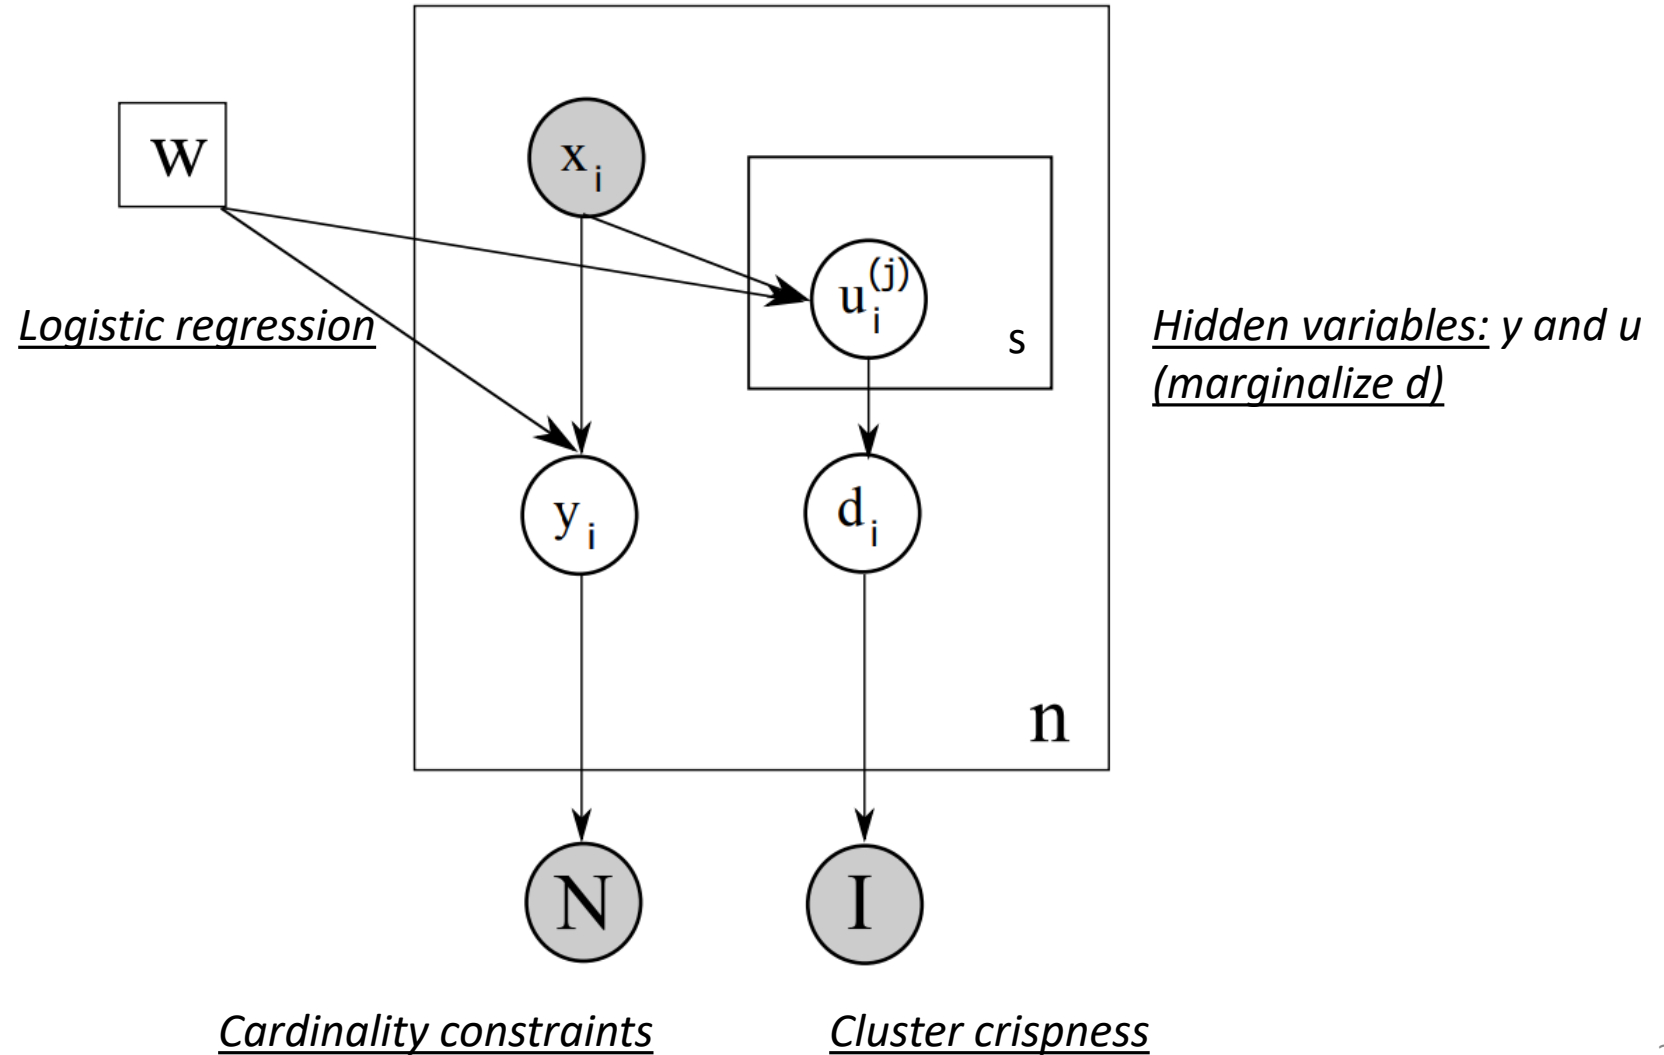 w
x i
u i (j)
s
Logistic regression
Hidden variables: y and u
(marginalize d)
y i
d i
n
N
I
Cardinality constraints
Cluster crispness